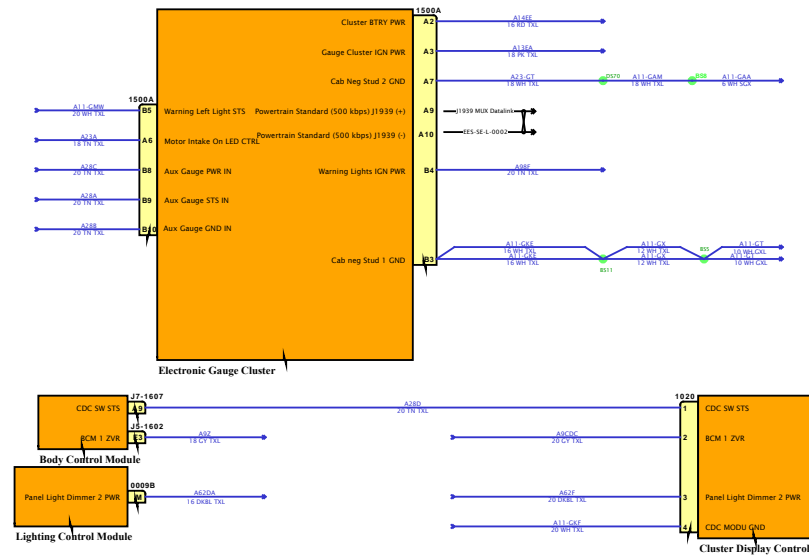 1500A
Cluster BTRY PWR A2 A14EE
16 RD TXL
Gauge Cluster IGN PWR A3 A13EA
18 PK TXL
Cab Neg Stud 2 GND A7 A23-GT DS70 A11-GAM A11-GAA
18 WH TXL 18 WH TXL 6 WH SGX
1500A
A11-GMW B5 Warning Left Light STS Powertrain Standard (500 kbps) J1939 (+) A9 J1939 MUX Datalink
20 WH TXL
A23A A6 Motor Intake On LED CTRL Powertrain Standard (500 kbps) J1939 (-) A10 EES-SE-L-0002
18 TN TXL
A28C B8 Aux Gauge PWR IN Warning Lights IGN PWR B4 A98F
20 TN TXL 20 TN TXL
A28A B9 Aux Gauge STS IN
20 TN TXL
A28B B10 Aux Gauge GND IN
20 TN TXL
A11-GKE A11-GX BS5 A11-GT
16 WH TXL 12 WH TXL 10 WH GXL
Cab neg Stud 1 GND B3 A11-GKE A11-GX A11-GT
16 WH TXL BS11 12 WH TXL 10 WH GXL
Electronic Gauge Cluster
J7-1607 1020
CDC SW STS A9 A28D 1 CDC SW STS
20 TN TXL
J5-1602
BCM 1 ZVR E3 A9Z A9CDC 2 BCM 1 ZVR
18 GY TXL 20 GY TXL
Body Control Module
0009B
Panel Light Dimmer 2 PWR M A62DA A62F 3 Panel Light Dimmer 2 PWR
16 DKBL TXL 20 DKBL TXL
A11-GKF 4 CDC MODU GND
20 WH TXL
Lighting Control Module Cluster Display Control